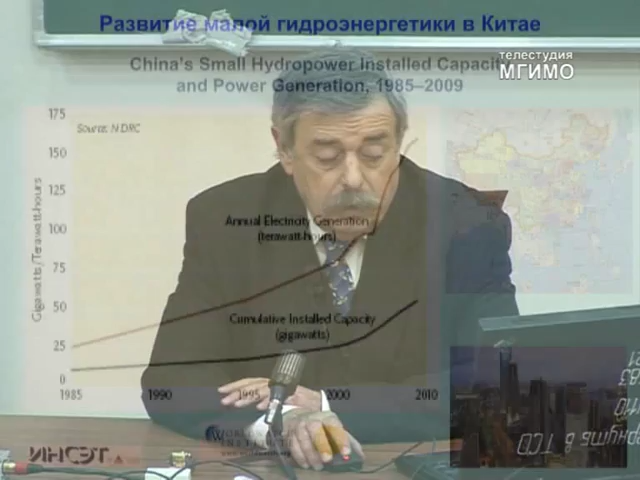 Развитие малой гидроэнергетики в Китае
телестудия
МГИМО
China's Small Hydropower Installed Capacity
and Power Generation, 1985–2009
175
Source: NDRC
150
125
100
75
50
25
0
Gigawatts/Terawatt-hours
Annual Electricity Generation
(terawatt-hours)
Cumulative Installed Capacity
(gigawatts)
1985
1990
1995
2000
2010
ИНСЭТ